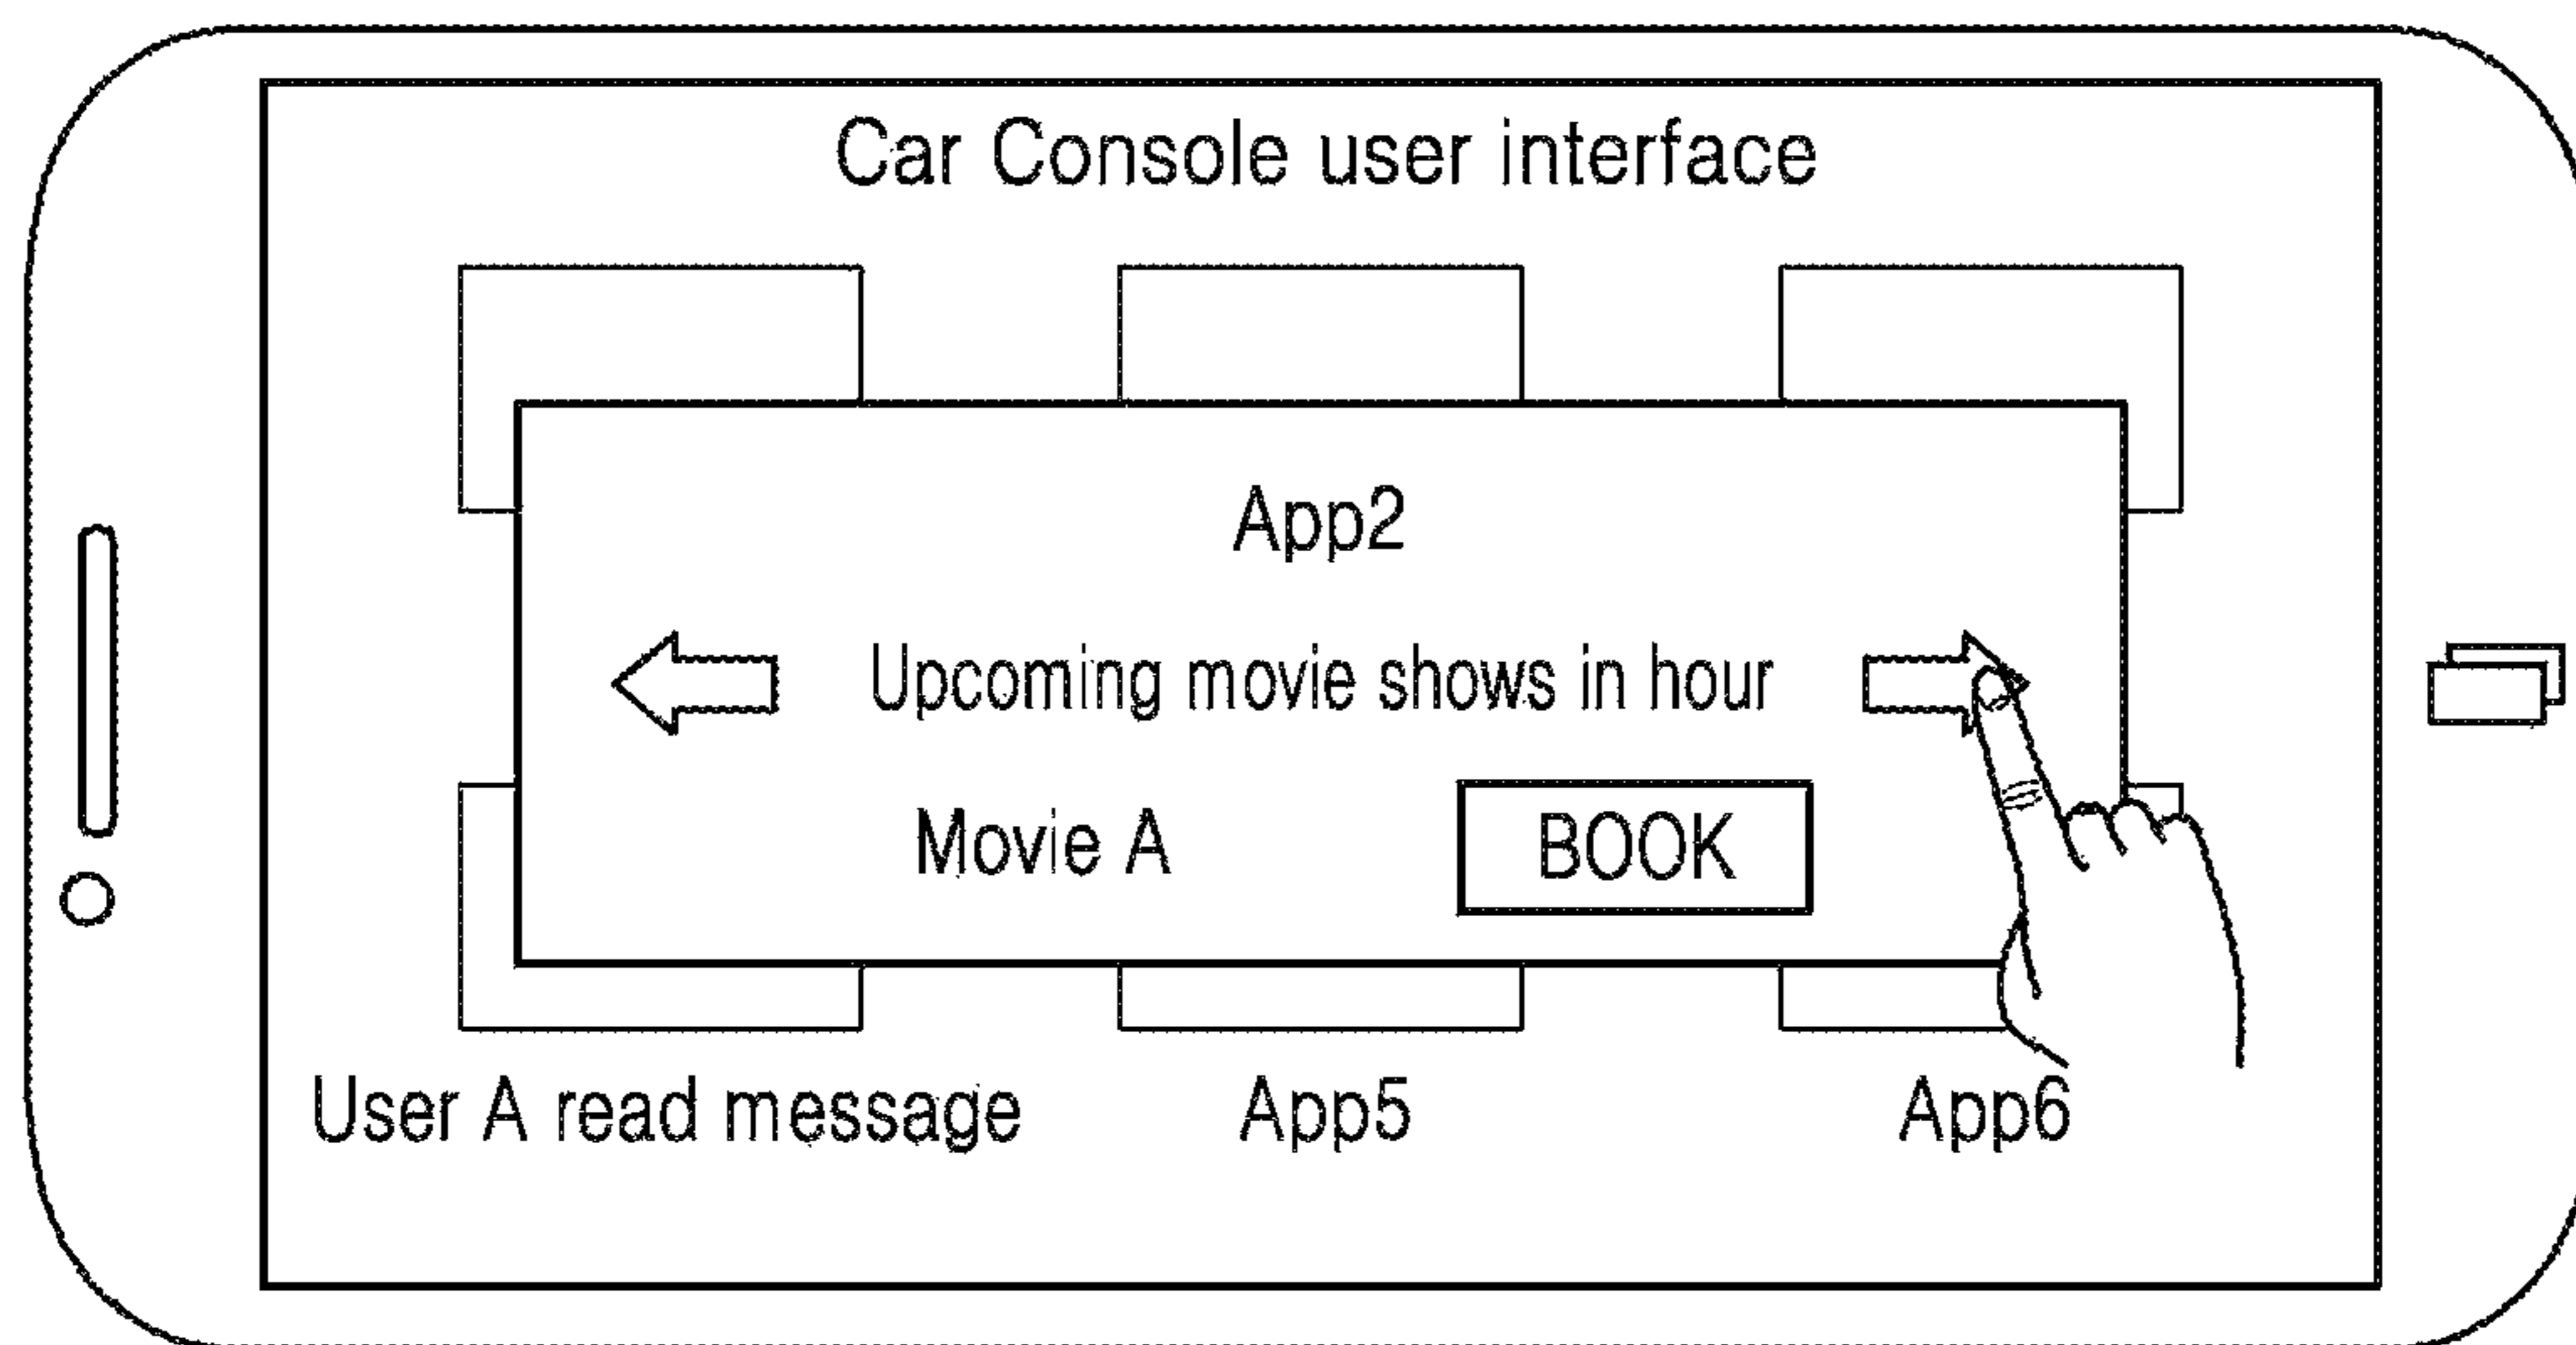 Car Console user interface
App2
Upcoming movie shows in hour
Movie A BOOK
User A read message App5 App6